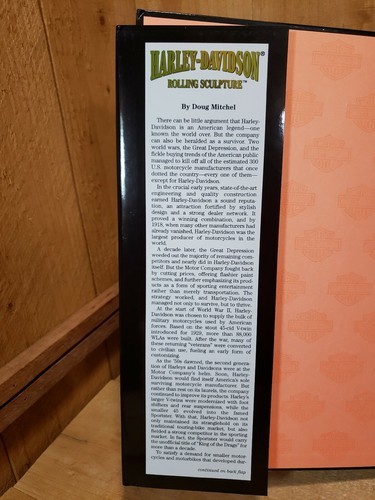 HARLEY-DAVIDSON®
ROLLING SCULPTURE™
By Doug Mitchel
There can be little argument that Harley-
Davidson is an American legend—one
known the world over. But the company
can also be heralded as a survivor. Two
world wars, the Great Depression, and the
fickle buying trends of the American public
managed to kill off all of the estimated 300
U.S. motorcycle manufacturers that once
dotted the country—every one of them—
except for Harley-Davidson.
In the crucial early years, state-of-the-art
engineering and quality construction
earned Harley-Davidson a sound reputa-
tion, an attraction fortified by stylish
design and a strong dealer network. It
proved a winning combination, and by
1918, when many other manufacturers had
already vanished, Harley-Davidson was the
largest producer of motorcycles in the
world.
A decade later, the Great Depression
weeded out the majority of remaining com-
petitors and nearly did in Harley-Davidson
itself. But the Motor Company fought back
by cutting prices, offering flashier paint
schemes, and further emphasizing its prod-
ucts as a form of sporting entertainment
rather than merely transportation. The
strategy worked, and Harley-Davidson
managed not only to survive, but to thrive.
At the start of World War II, Harley-
Davidson was chosen to supply the bulk of
military motorcycles used by American
forces. Based on the stout 45-cid V-twin
introduced for 1929, more than 88,000
WLAs were built. After the war, many of
these returning "veterans" were converted
to civilian use, fueling an early form of
customizing.
As the '50s dawned, the second genera-
tion of Harleys and Davidsons were at the
Motor Company's helm. Soon, Harley-
Davidson would find itself America's sole
surviving motorcycle manufacturer. But
rather than rest on its laurels, the company
continued to improve its products. Harley's
larger V-twins were modernized with foot
shifters and rear suspensions, while the
smaller 45 evolved into the famed
Sportster. With that, Harley-Davidson not
only maintained its stranglehold on its
traditional touring-bike market, but also
fielded a strong competitor in the sporting
market. In fact, the Sportster would carry
the unofficial title of "King of the Drags" for
more than a decade.
To satisfy a demand for smaller motor-
cycles and motorbikes that developed dur-
continued on back flap